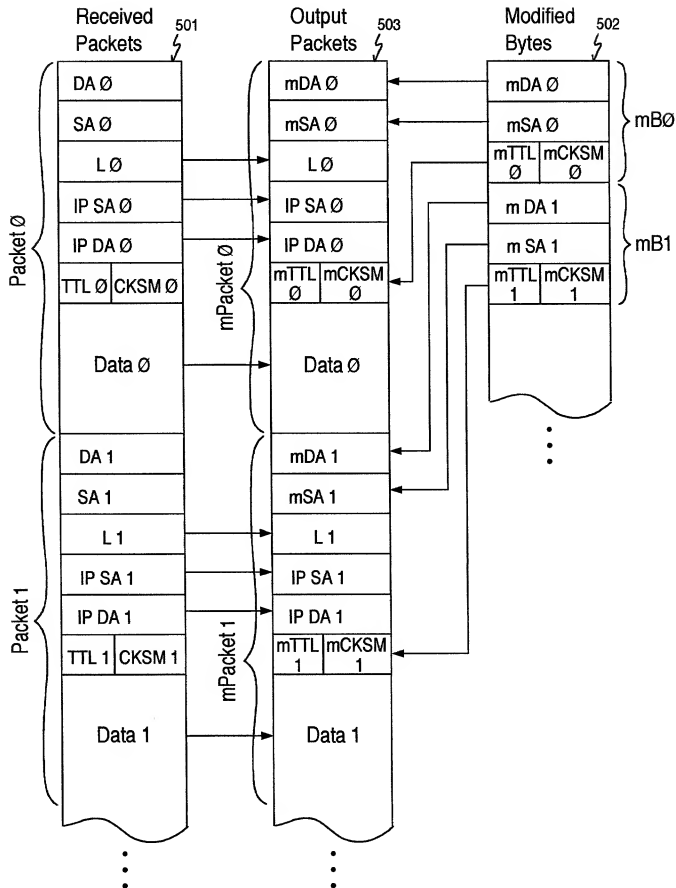 Received
Packets
501
Output
Packets
503
Modified
Bytes
502
Packet Ø
DA Ø
SA Ø
L Ø
IP SA Ø
IP DA Ø
TTL Ø
CKSM Ø
Data Ø
Packet 1
DA 1
SA 1
L 1
IP SA 1
IP DA 1
TTL 1
CKSM 1
Data 1
mPacket Ø
mDA Ø
mSA Ø
L Ø
IP SA Ø
IP DA Ø
mTTL
Ø
mCKSM
Ø
Data Ø
mPacket 1
mDA 1
mSA 1
L 1
IP SA 1
IP DA 1
mTTL
1
mCKSM
1
Data 1
mDA Ø
mSA Ø
mTTL
Ø
mCKSM
Ø
mBØ
m DA 1
m SA 1
mTTL
1
mCKSM
1
mB1